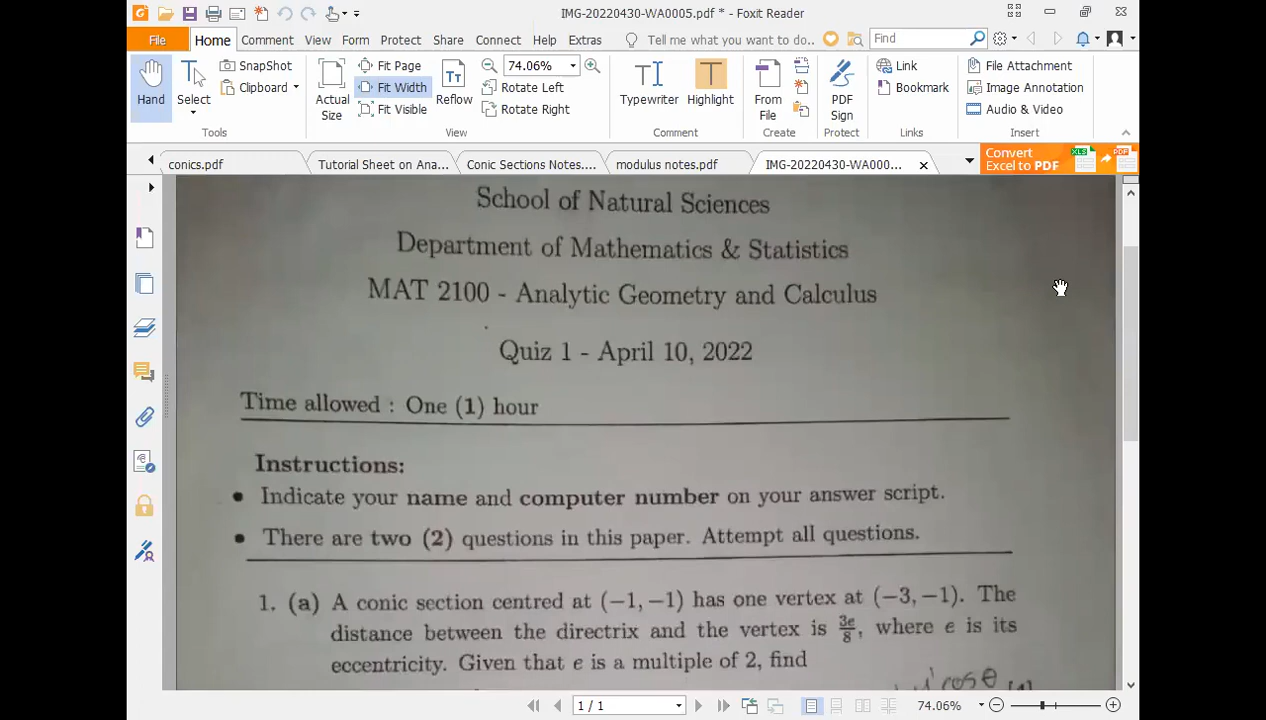 IMG-20220430-WA0005.pdf * - Foxit Reader
File Home Comment View Form Protect Share Connect Help Extras Tell me what you want to do.. Find
Hand Select SnapShot Clipboard
Actual Size Fit Page Fit Width Fit Visible Reflow 74.06% Rotate Left Rotate Right
Typewriter Highlight From File PDF Sign Link Bookmark File Attachment Image Annotation Audio & Video
Tools View Comment Create Protect Links Insert
conics.pdf Tutorial Sheet on Ana... Conic Sections Notes.... modulus notes.pdf IMG-20220430-WA000... Convert Excel to PDF
School of Natural Sciences
Department of Mathematics & Statistics
MAT 2100 - Analytic Geometry and Calculus
Quiz 1 - April 10, 2022
Time allowed : One (1) hour
Instructions:
• Indicate your name and computer number on your answer script.
• There are two (2) questions in this paper. Attempt all questions.
1. (a) A conic section centred at (−1, −1) has one vertex at (−3, −1). The
distance between the directrix and the vertex is 3e/8, where e is its
eccentricity. Given that e is a multiple of 2, find
cos θ
1 / 1 74.06%